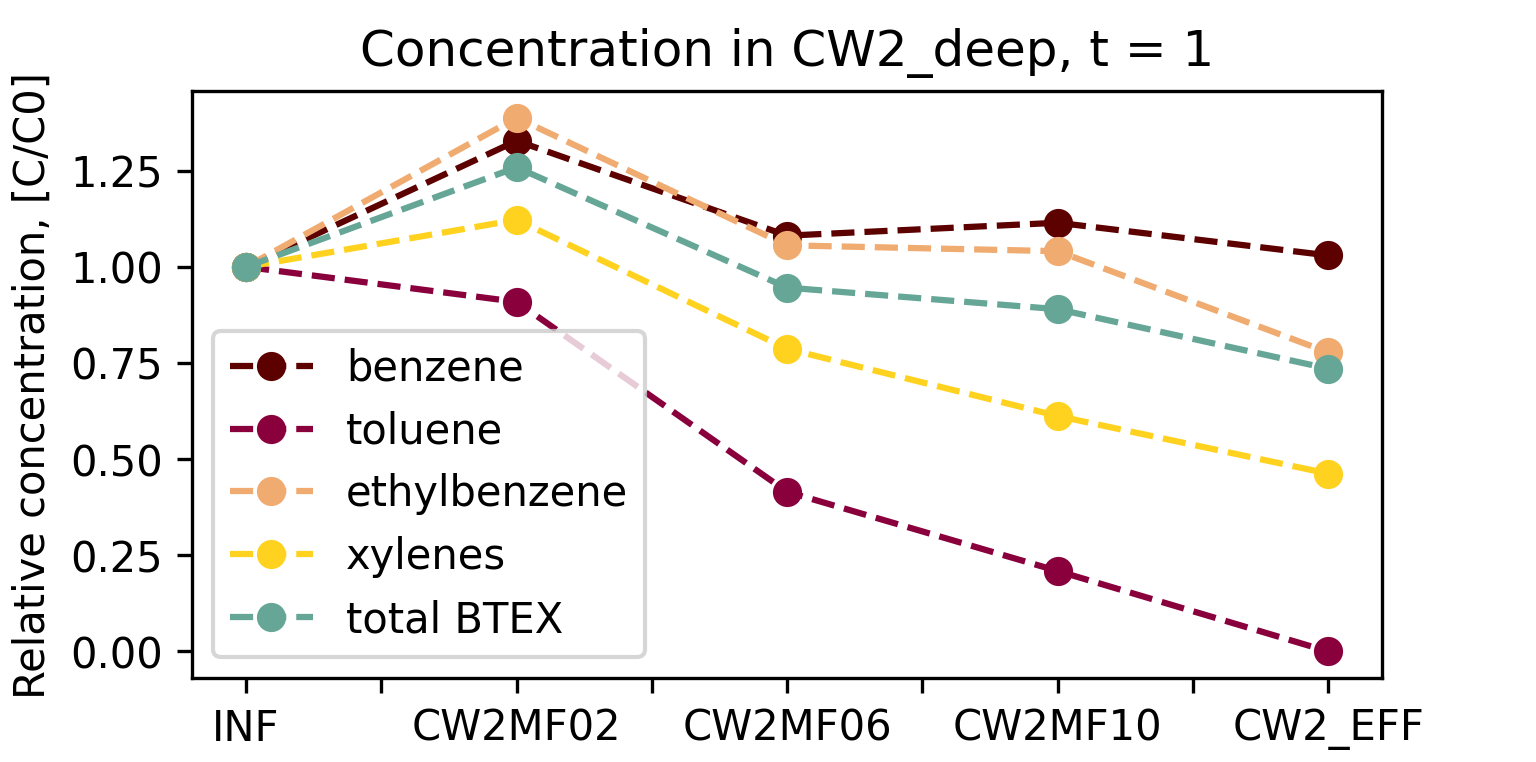 Concentration in CW2_deep, t = 1
Relative concentration, [C/C0]
1.25
1.00
0.75
0.50
0.25
0.00
benzene
toluene
ethylbenzene
xylenes
total BTEX
INF CW2MF02 CW2MF06 CW2MF10 CW2_EFF